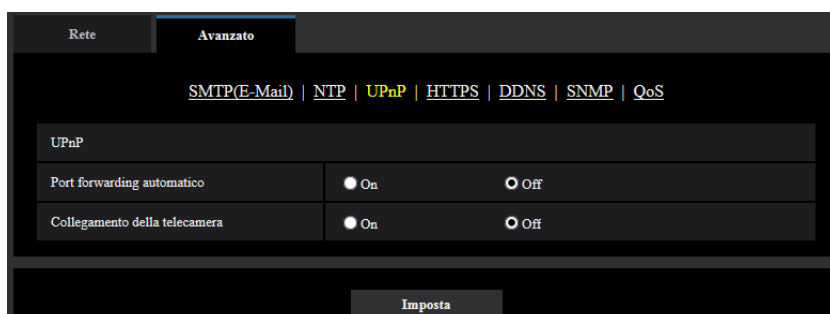 Rete Avanzato
SMTP(E-Mail) | NTP | UPnP | HTTPS | DDNS | SNMP | QoS
UPnP
Port forwarding automatico On Off
Collegamento della telecamera On Off
Imposta